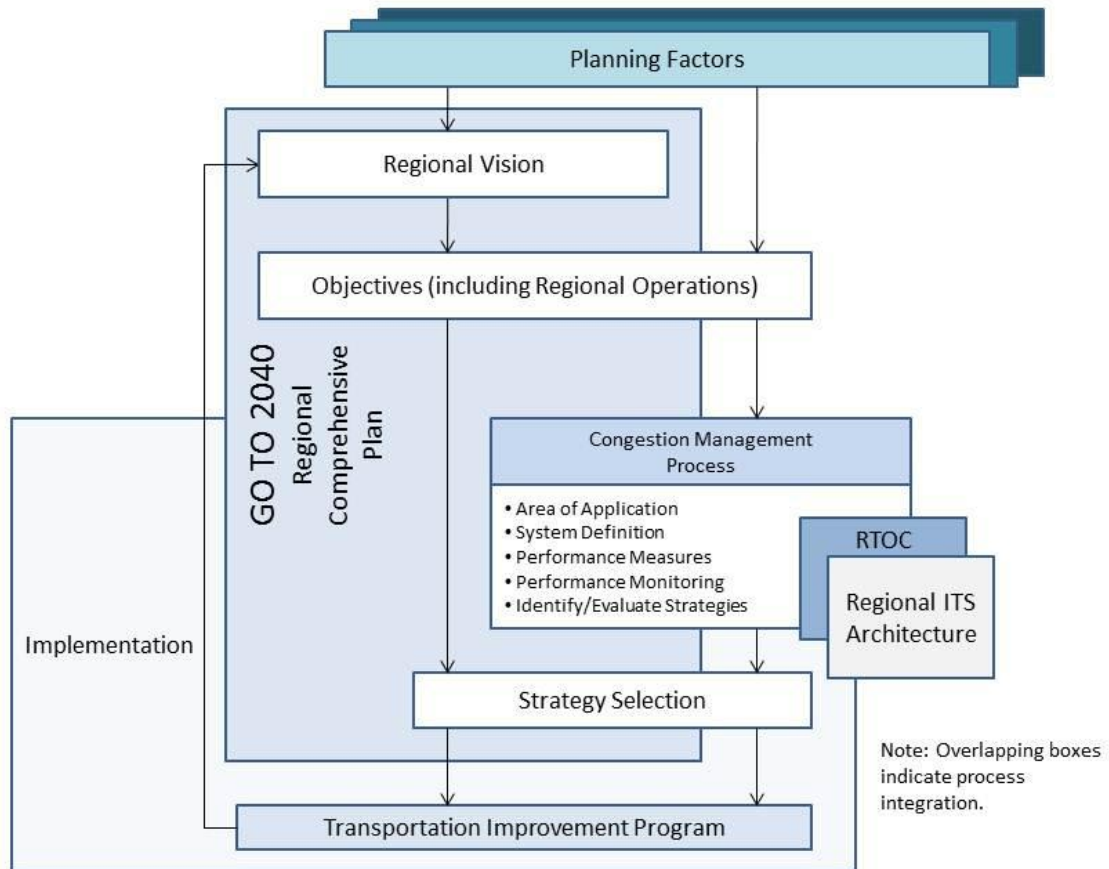 Planning Factors
Regional Vision
Objectives (including Regional Operations)
GO TO 2040
Regional
Comprehensive
Plan
Congestion Management
Process
• Area of Application
• System Definition
• Performance Measures
• Performance Monitoring
• Identify/Evaluate Strategies
RTOC
Regional ITS
Architecture
Implementation
Strategy Selection
Note: Overlapping boxes
indicate process
integration.
Transportation Improvement Program